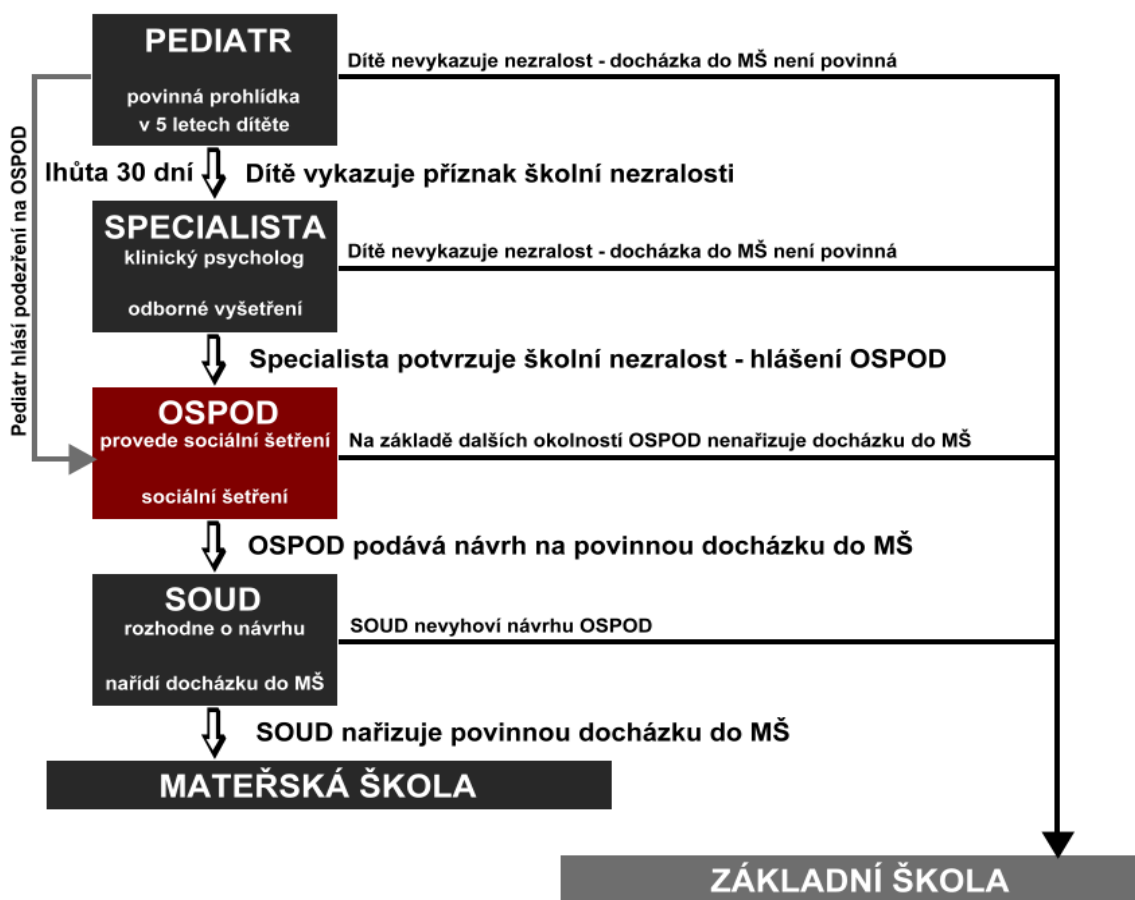 PEDIATR
povinná prohlídka
v 5 letech dítěte
Dítě nevykazuje nezralost - docházka do MŠ není povinná
Pediatr hlásí podezření na OSPOD
lhůta 30 dní
Dítě vykazuje příznak školní nezralosti
SPECIALISTA
klinický psycholog
odborné vyšetření
Dítě nevykazuje nezralost - docházka do MŠ není povinná
Specialista potvrzuje školní nezralost - hlášení OSPOD
OSPOD
provede sociální šetření
sociální šetření
Na základě dalších okolností OSPOD nenařizuje docházku do MŠ
OSPOD podává návrh na povinnou docházku do MŠ
SOUD
rozhodne o návrhu
nařídí docházku do MŠ
SOUD nevyhoví návrhu OSPOD
SOUD nařizuje povinnou docházku do MŠ
MATEŘSKÁ ŠKOLA
ZÁKLADNÍ ŠKOLA